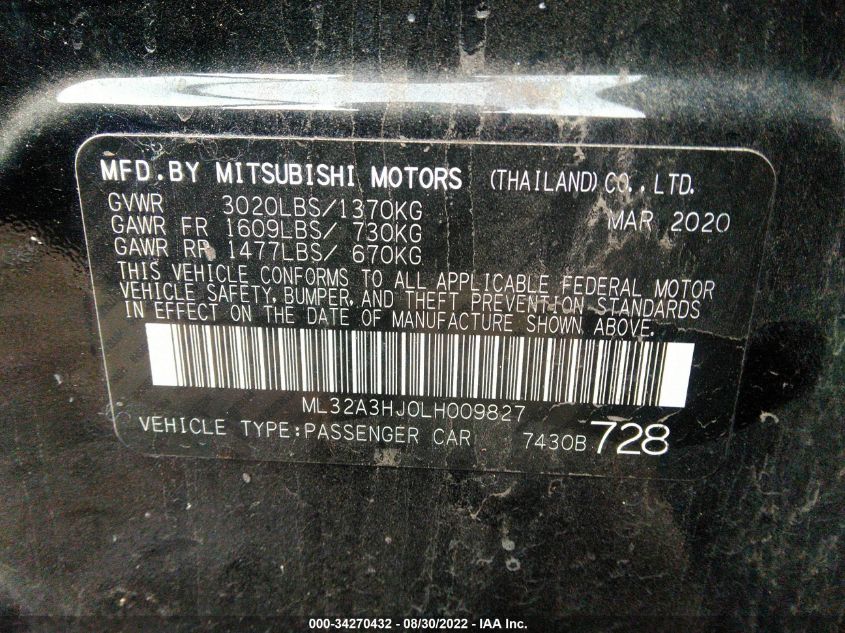 MFD.BY MITSUBISHI MOTORS (THAILAND) CO., LTD.
GVWR 3020LBS/1370KG MAR 2020
GAWR FR 1609LBS/ 730KG
GAWR RR 1477LBS/ 670KG
THIS VEHICLE CONFORMS TO ALL APPLICABLE FEDERAL MOTOR
VEHICLE SAFETY, BUMPER, AND THEFT PREVENTION STANDARDS
IN EFFECT ON THE DATE OF MANUFACTURE SHOWN ABOVE.
ML32A3HJ0LH009827
VEHICLE TYPE:PASSENGER CAR 7430B 728
000-34270432 - 08/30/2022 - IAA Inc.